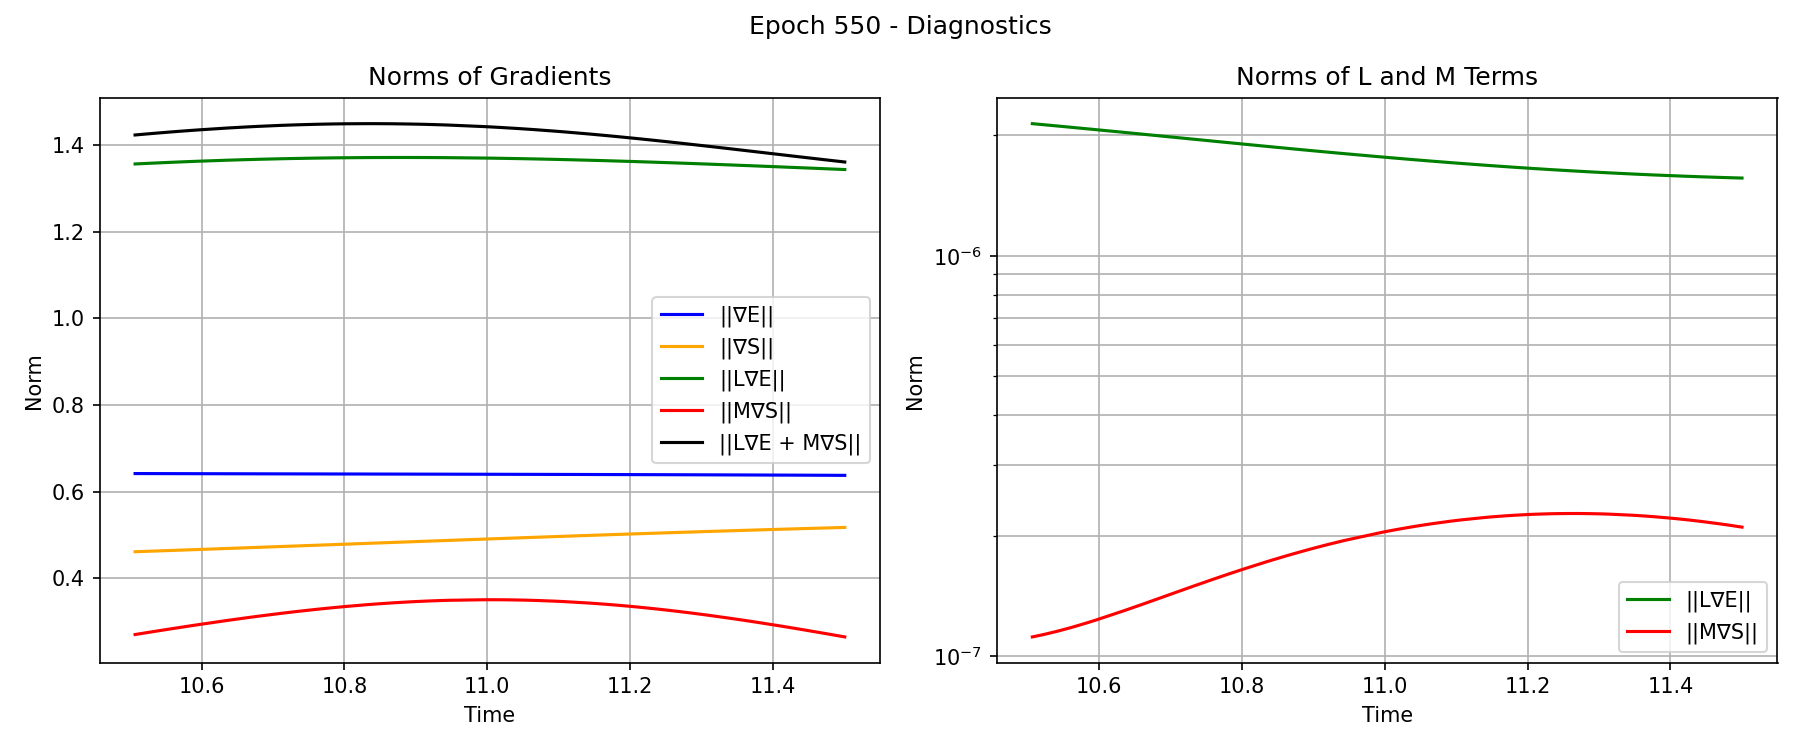 Epoch 550 - Diagnostics
Norms of Gradients
Norm
1.4
1.2
1.0
0.8
0.6
0.4
||∇E||
||∇S||
||L∇E||
||M∇S||
||L∇E + M∇S||
10.6 10.8 11.0 11.2 11.4
Time
Norms of L and M Terms
Norm
10⁻⁶
10⁻⁷
||L∇E||
||M∇S||
10.6 10.8 11.0 11.2 11.4
Time